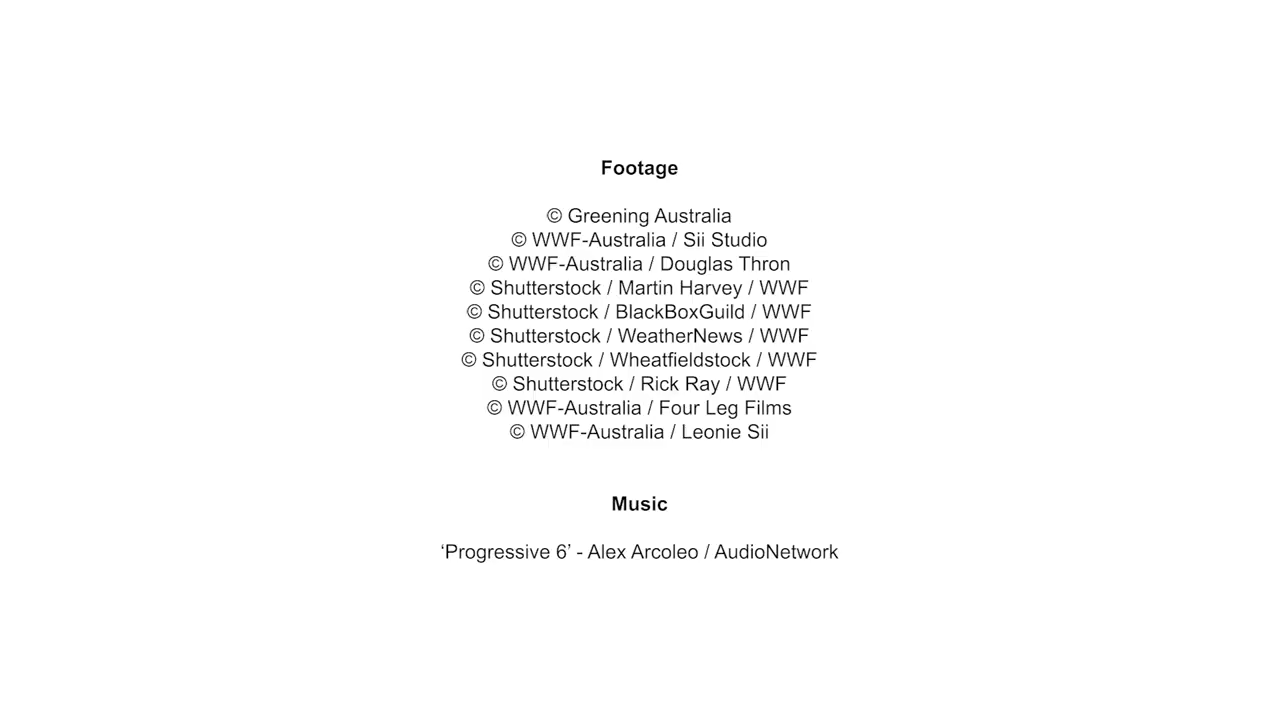 Footage
© Greening Australia
© WWF-Australia / Sii Studio
© WWF-Australia / Douglas Thron
© Shutterstock / Martin Harvey / WWF
© Shutterstock / BlackBoxGuild / WWF
© Shutterstock / WeatherNews / WWF
© Shutterstock / Wheatfieldstock / WWF
© Shutterstock / Rick Ray / WWF
© WWF-Australia / Four Leg Films
© WWF-Australia / Leonie Sii
Music
‘Progressive 6’ - Alex Arcoleo / AudioNetwork